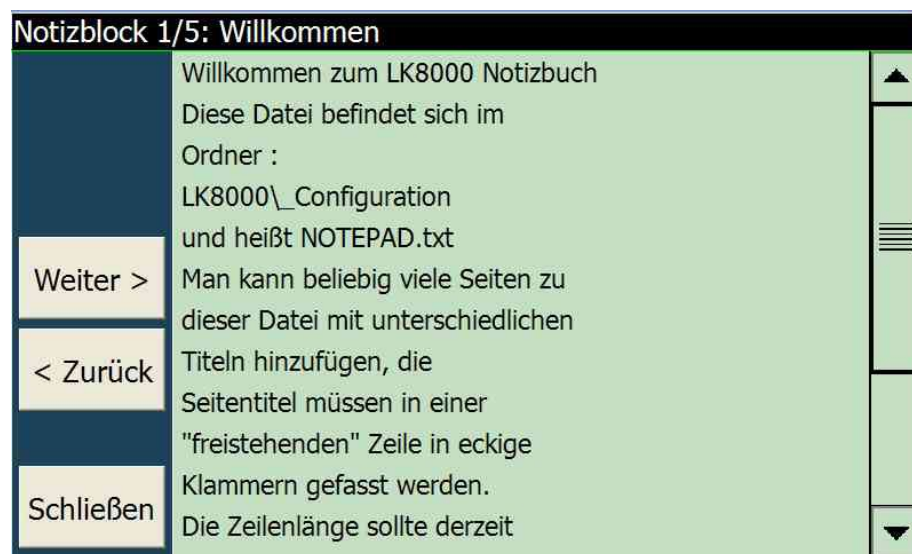 Notizblock 1/5: Willkommen
Willkommen zum LK8000 Notizbuch
Diese Datei befindet sich im
Ordner :
LK8000\_Configuration
und heißt NOTEPAD.txt
Man kann beliebig viele Seiten zu
dieser Datei mit unterschiedlichen
Titeln hinzufügen, die
Seitentitel müssen in einer
"freistehenden" Zeile in eckige
Klammern gefasst werden.
Die Zeilenlänge sollte derzeit
Weiter >
< Zurück
Schließen